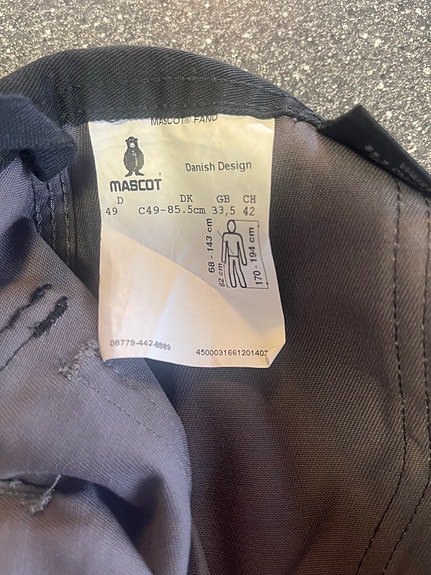 MASCOT® FANO
MASCOT®
Danish Design
D DK GB CH
49 C49-85.5cm 33,5 42
68 - 143 cm
82 cm
170 - 194 cm
08779-442-8889
4500031661201407